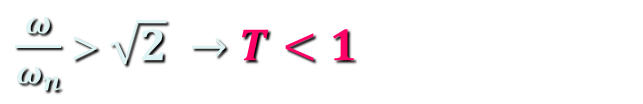 ω/ωₙ > √2 → T < 1